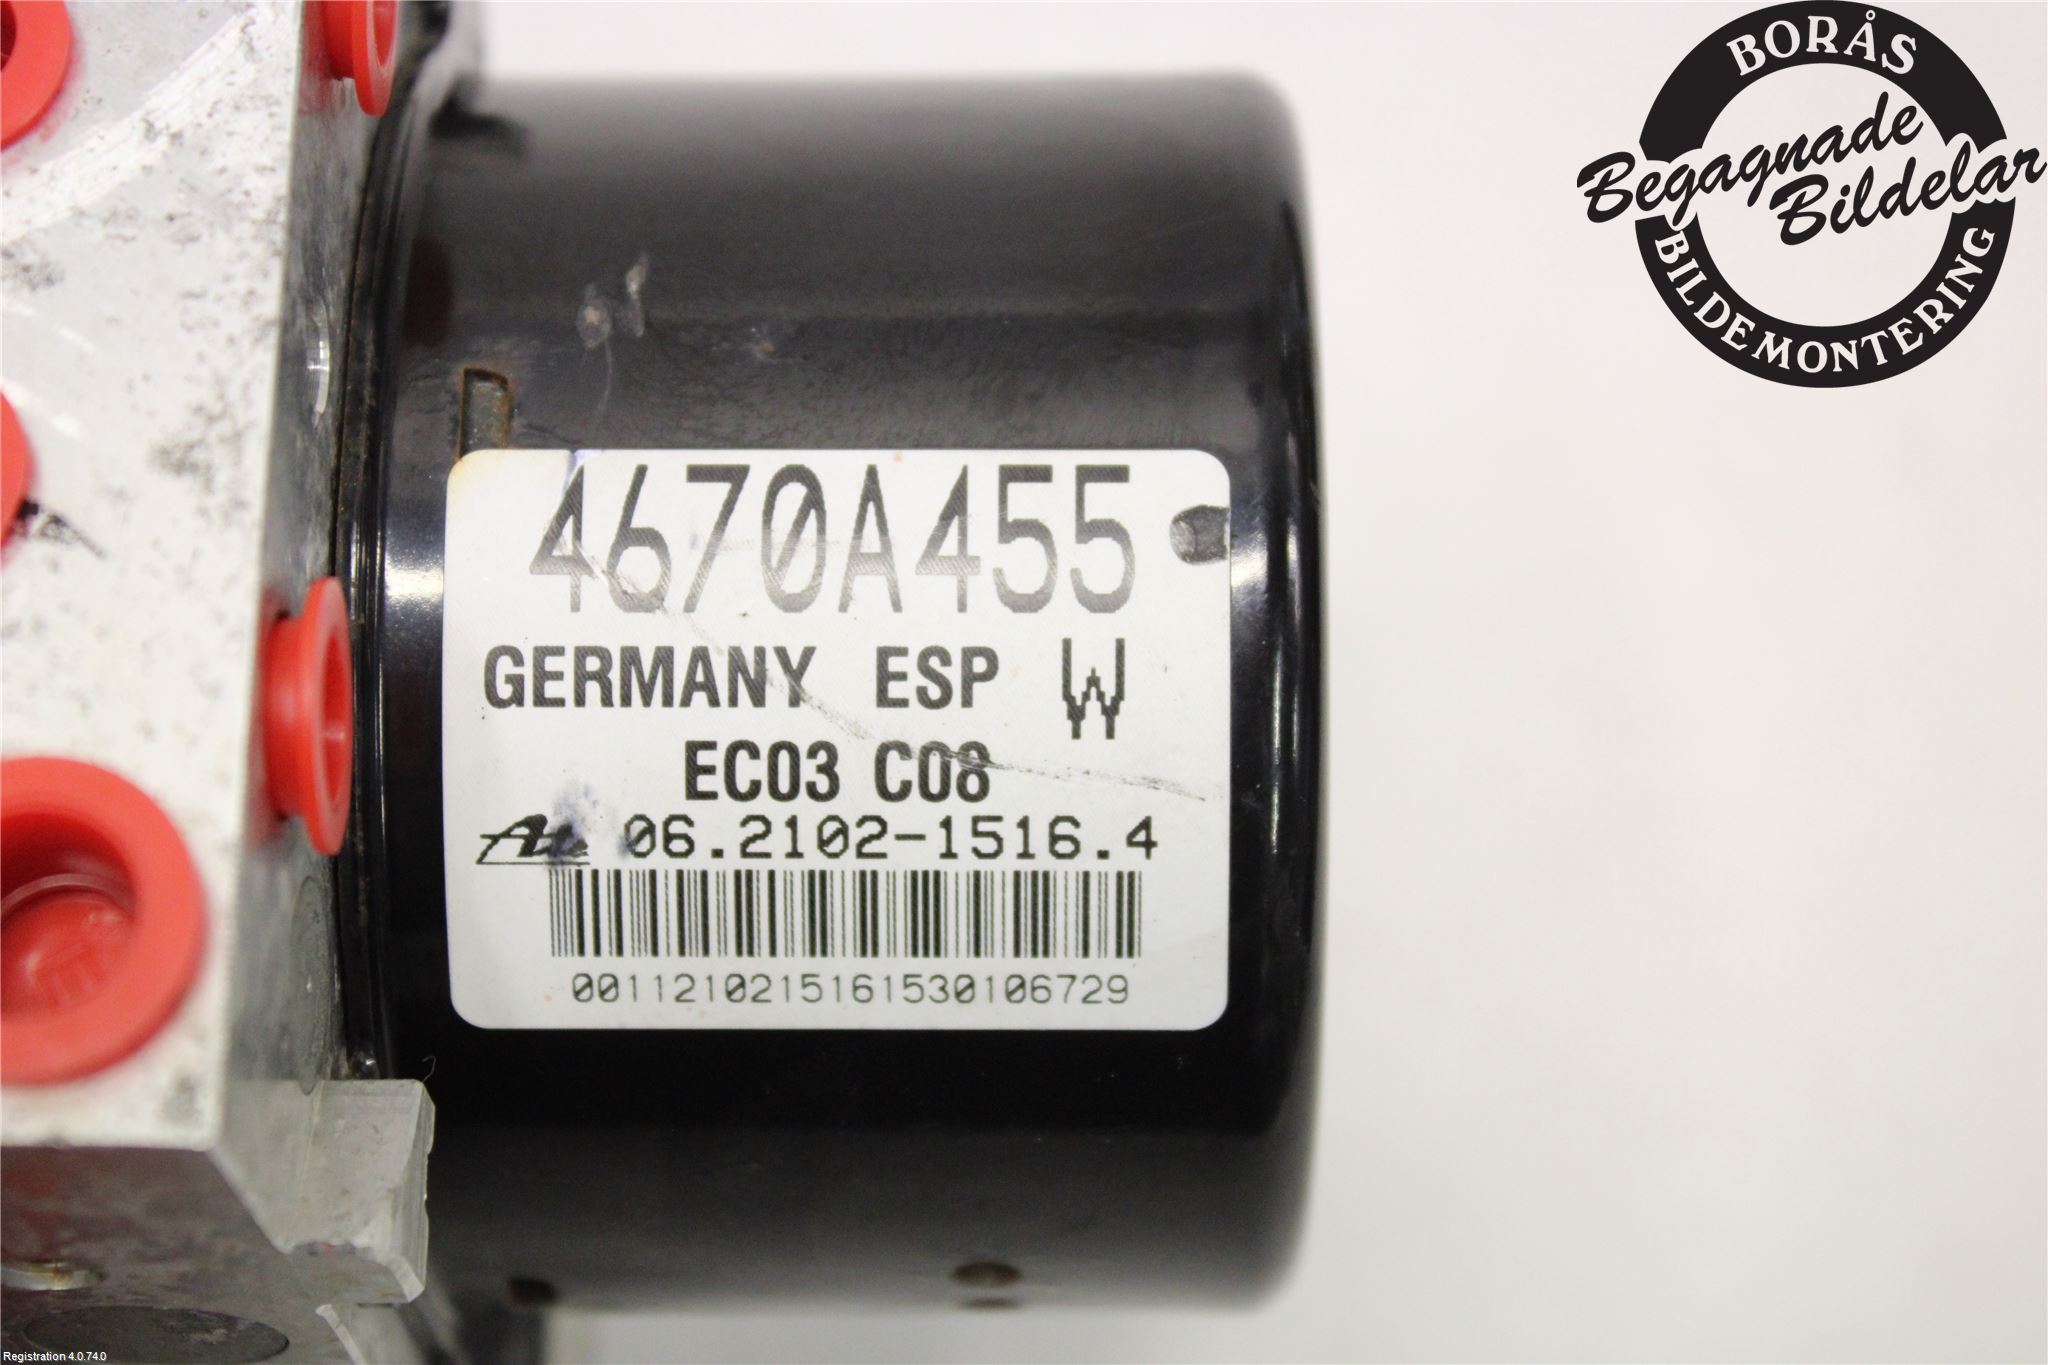 BORÅS
Begagnade
Bildelar
BILDEMONTERING
4670A455
GERMANY ESP W
EC03 C08
06.2102-1516.4
0011210215161530106729
Registration 4.0.74.0